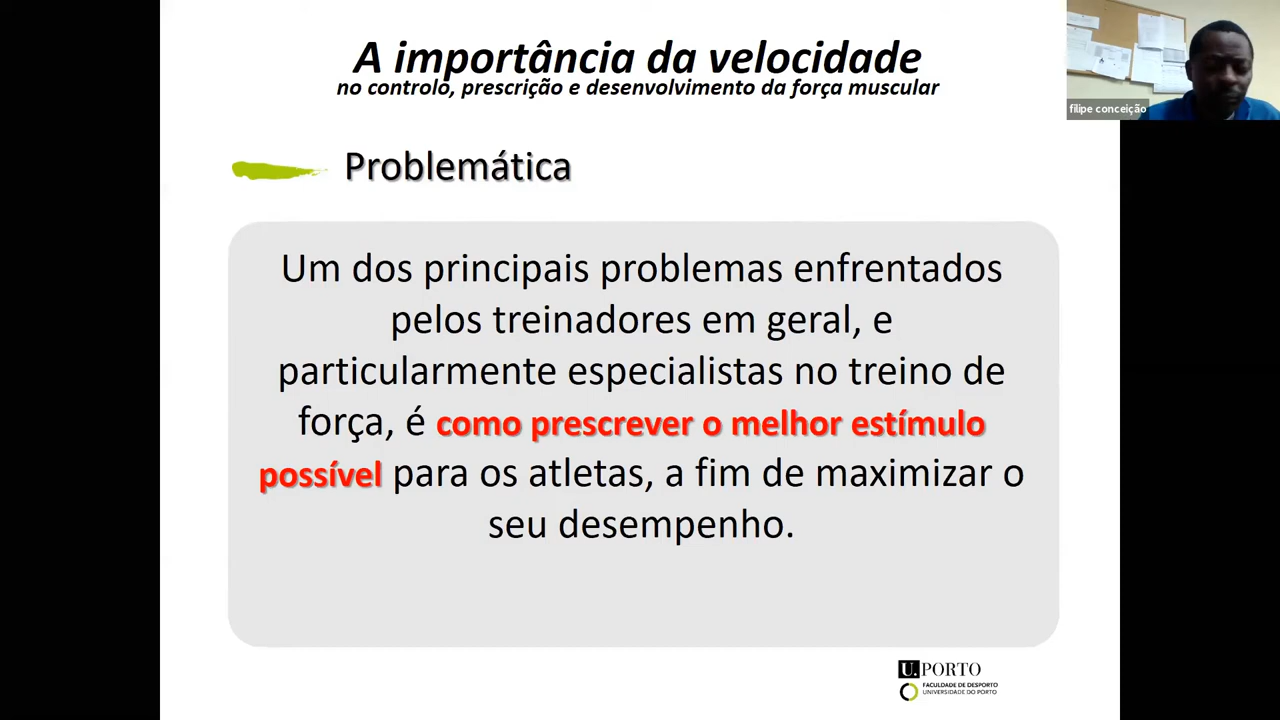 A importância da velocidade
no controlo, prescrição e desenvolvimento da força muscular
filipe conceição
Problemática
Um dos principais problemas enfrentados
pelos treinadores em geral, e
particularmente especialistas no treino de
força, é como prescrever o melhor estímulo
possível para os atletas, a fim de maximizar o
seu desempenho.
U. PORTO
FACULDADE DE DESPORTO
UNIVERSIDADE DO PORTO